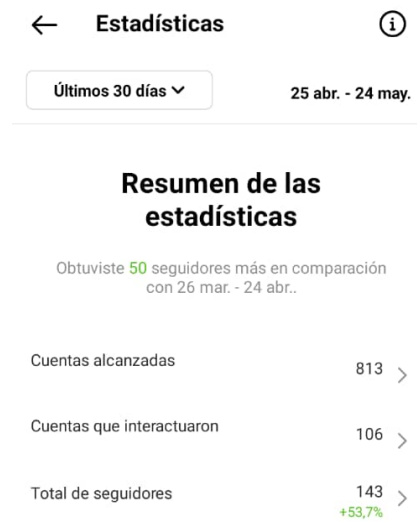 Estadísticas
Últimos 30 días
25 abr. - 24 may.
Resumen de las
estadísticas
Obtuviste 50 seguidores más en comparación
con 26 mar. - 24 abr..
Cuentas alcanzadas
813
Cuentas que interactuaron
106
Total de seguidores
143
+53,7%